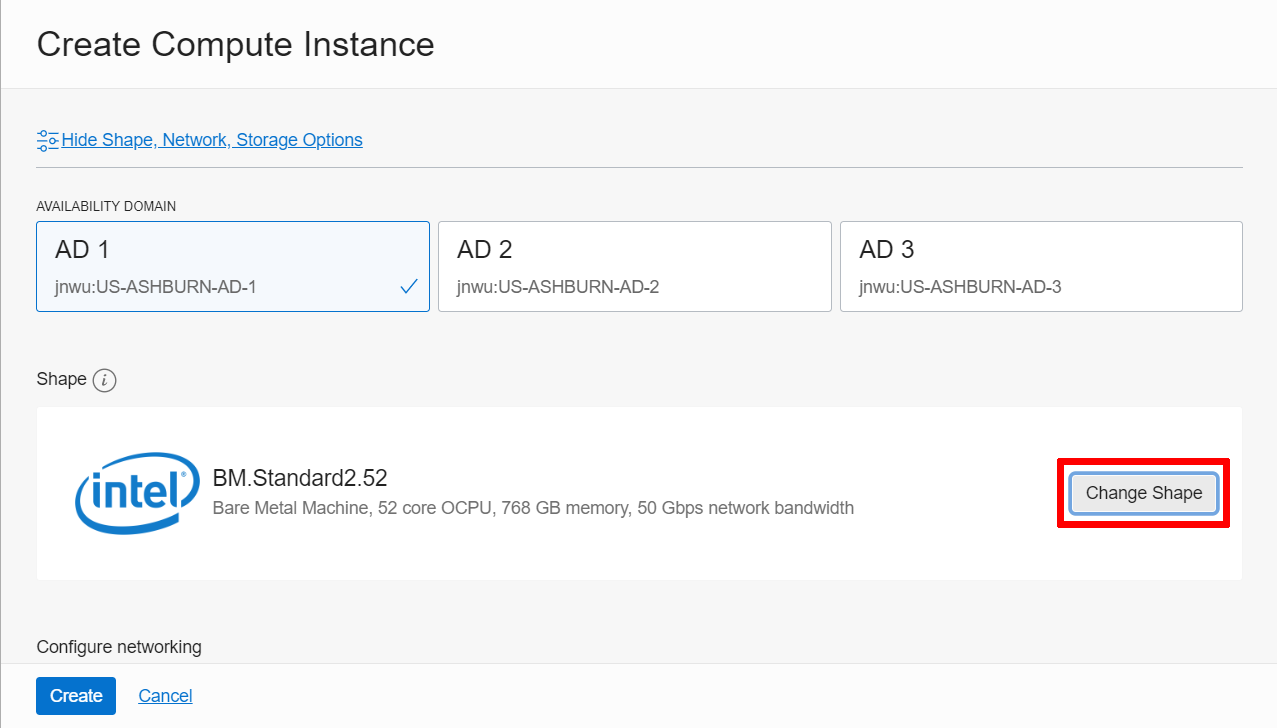 Create Compute Instance
Hide Shape, Network, Storage Options
AVAILABILITY DOMAIN
AD 1
jnwu:US-ASHBURN-AD-1
AD 2
jnwu:US-ASHBURN-AD-2
AD 3
jnwu:US-ASHBURN-AD-3
Shape i
intel®
BM.Standard2.52
Bare Metal Machine, 52 core OCPU, 768 GB memory, 50 Gbps network bandwidth
Change Shape
Configure networking
Create Cancel